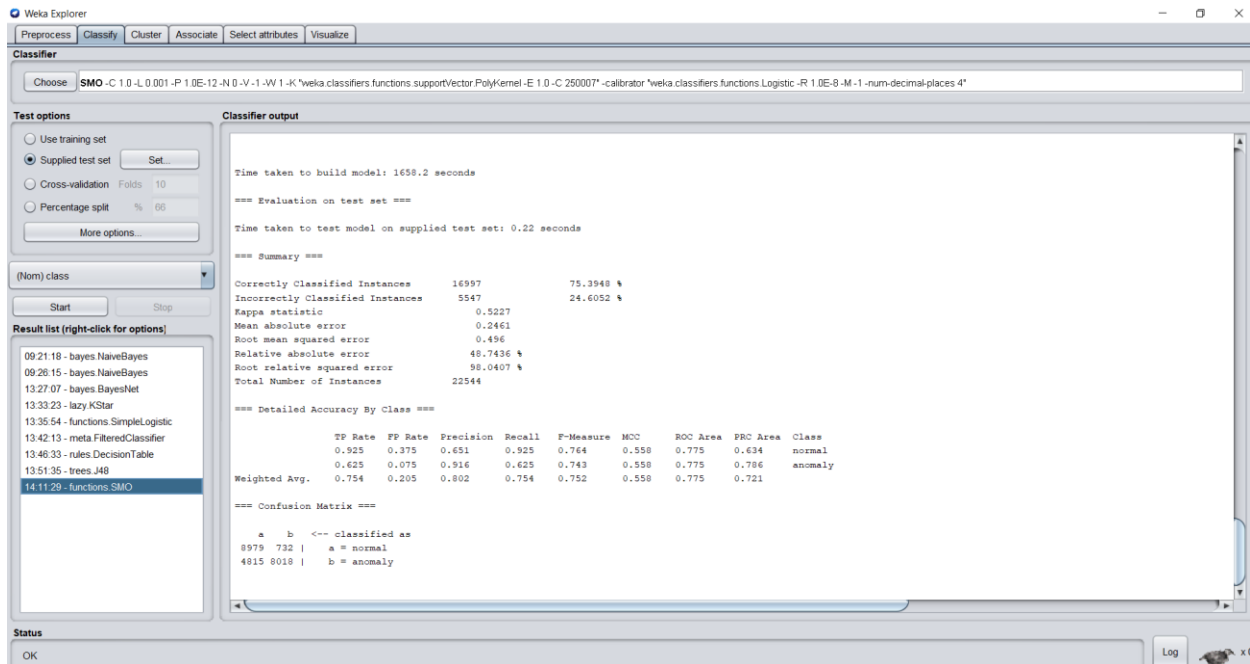 Weka Explorer
Preprocess Classify Cluster Associate Select attributes Visualize
Classifier
Choose SMO -C 1.0 -L 0.001 -P 1.0E-12 -N 0 -V -1 -W 1 -K "weka.classifiers.functions.supportVector.PolyKernel -E 1.0 -C 250007" -calibrator "weka.classifiers.functions.Logistic -R 1.0E-8 -M -1 -num-decimal-places 4"
Test options
Use training set
Supplied test set Set...
Cross-validation Folds 10
Percentage split % 66
More options...
(Nom) class
Start Stop
Result list (right-click for options)
09:21:18 - bayes.NaiveBayes
09:26:15 - bayes.NaiveBayes
13:27:07 - bayes.BayesNet
13:33:23 - lazy.KStar
13:35:54 - functions.SimpleLogistic
13:42:13 - meta.FilteredClassifier
13:46:33 - rules.DecisionTable
13:51:35 - trees.J48
14:11:29 - functions.SMO
Classifier output
Time taken to build model: 1658.2 seconds
=== Evaluation on test set ===
Time taken to test model on supplied test set: 0.22 seconds
=== Summary ===
Correctly Classified Instances 16997 75.3948 %
Incorrectly Classified Instances 5547 24.6052 %
Kappa statistic 0.5227
Mean absolute error 0.2461
Root mean squared error 0.496
Relative absolute error 48.7436 %
Root relative squared error 98.0407 %
Total Number of Instances 22544
=== Detailed Accuracy By Class ===
TP Rate FP Rate Precision Recall F-Measure MCC ROC Area PRC Area Class
0.925 0.375 0.651 0.925 0.764 0.558 0.775 0.634 normal
0.625 0.075 0.916 0.625 0.743 0.558 0.775 0.786 anomaly
Weighted Avg. 0.754 0.205 0.802 0.754 0.752 0.558 0.775 0.721
=== Confusion Matrix ===
a b <-- classified as
8979 732 | a = normal
4815 8018 | b = anomaly
Status
OK
Log